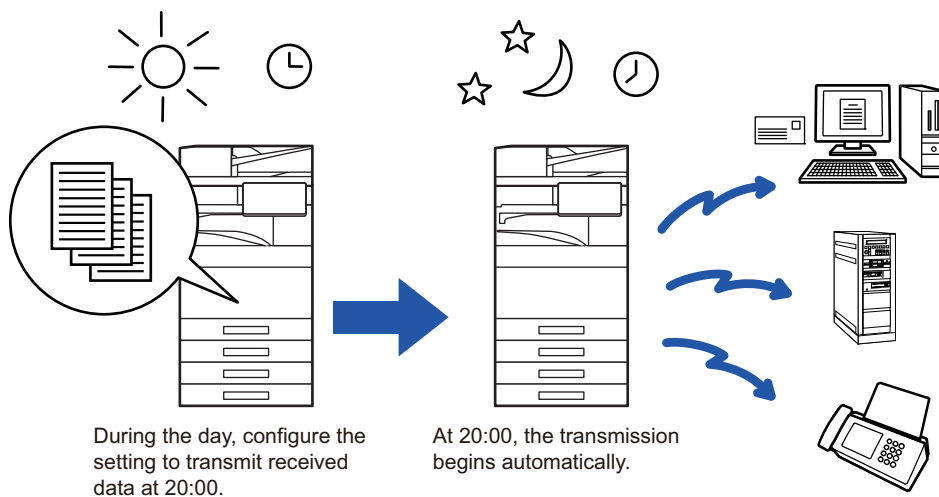 During the day, configure the
setting to transmit received
data at 20:00.
At 20:00, the transmission
begins automatically.